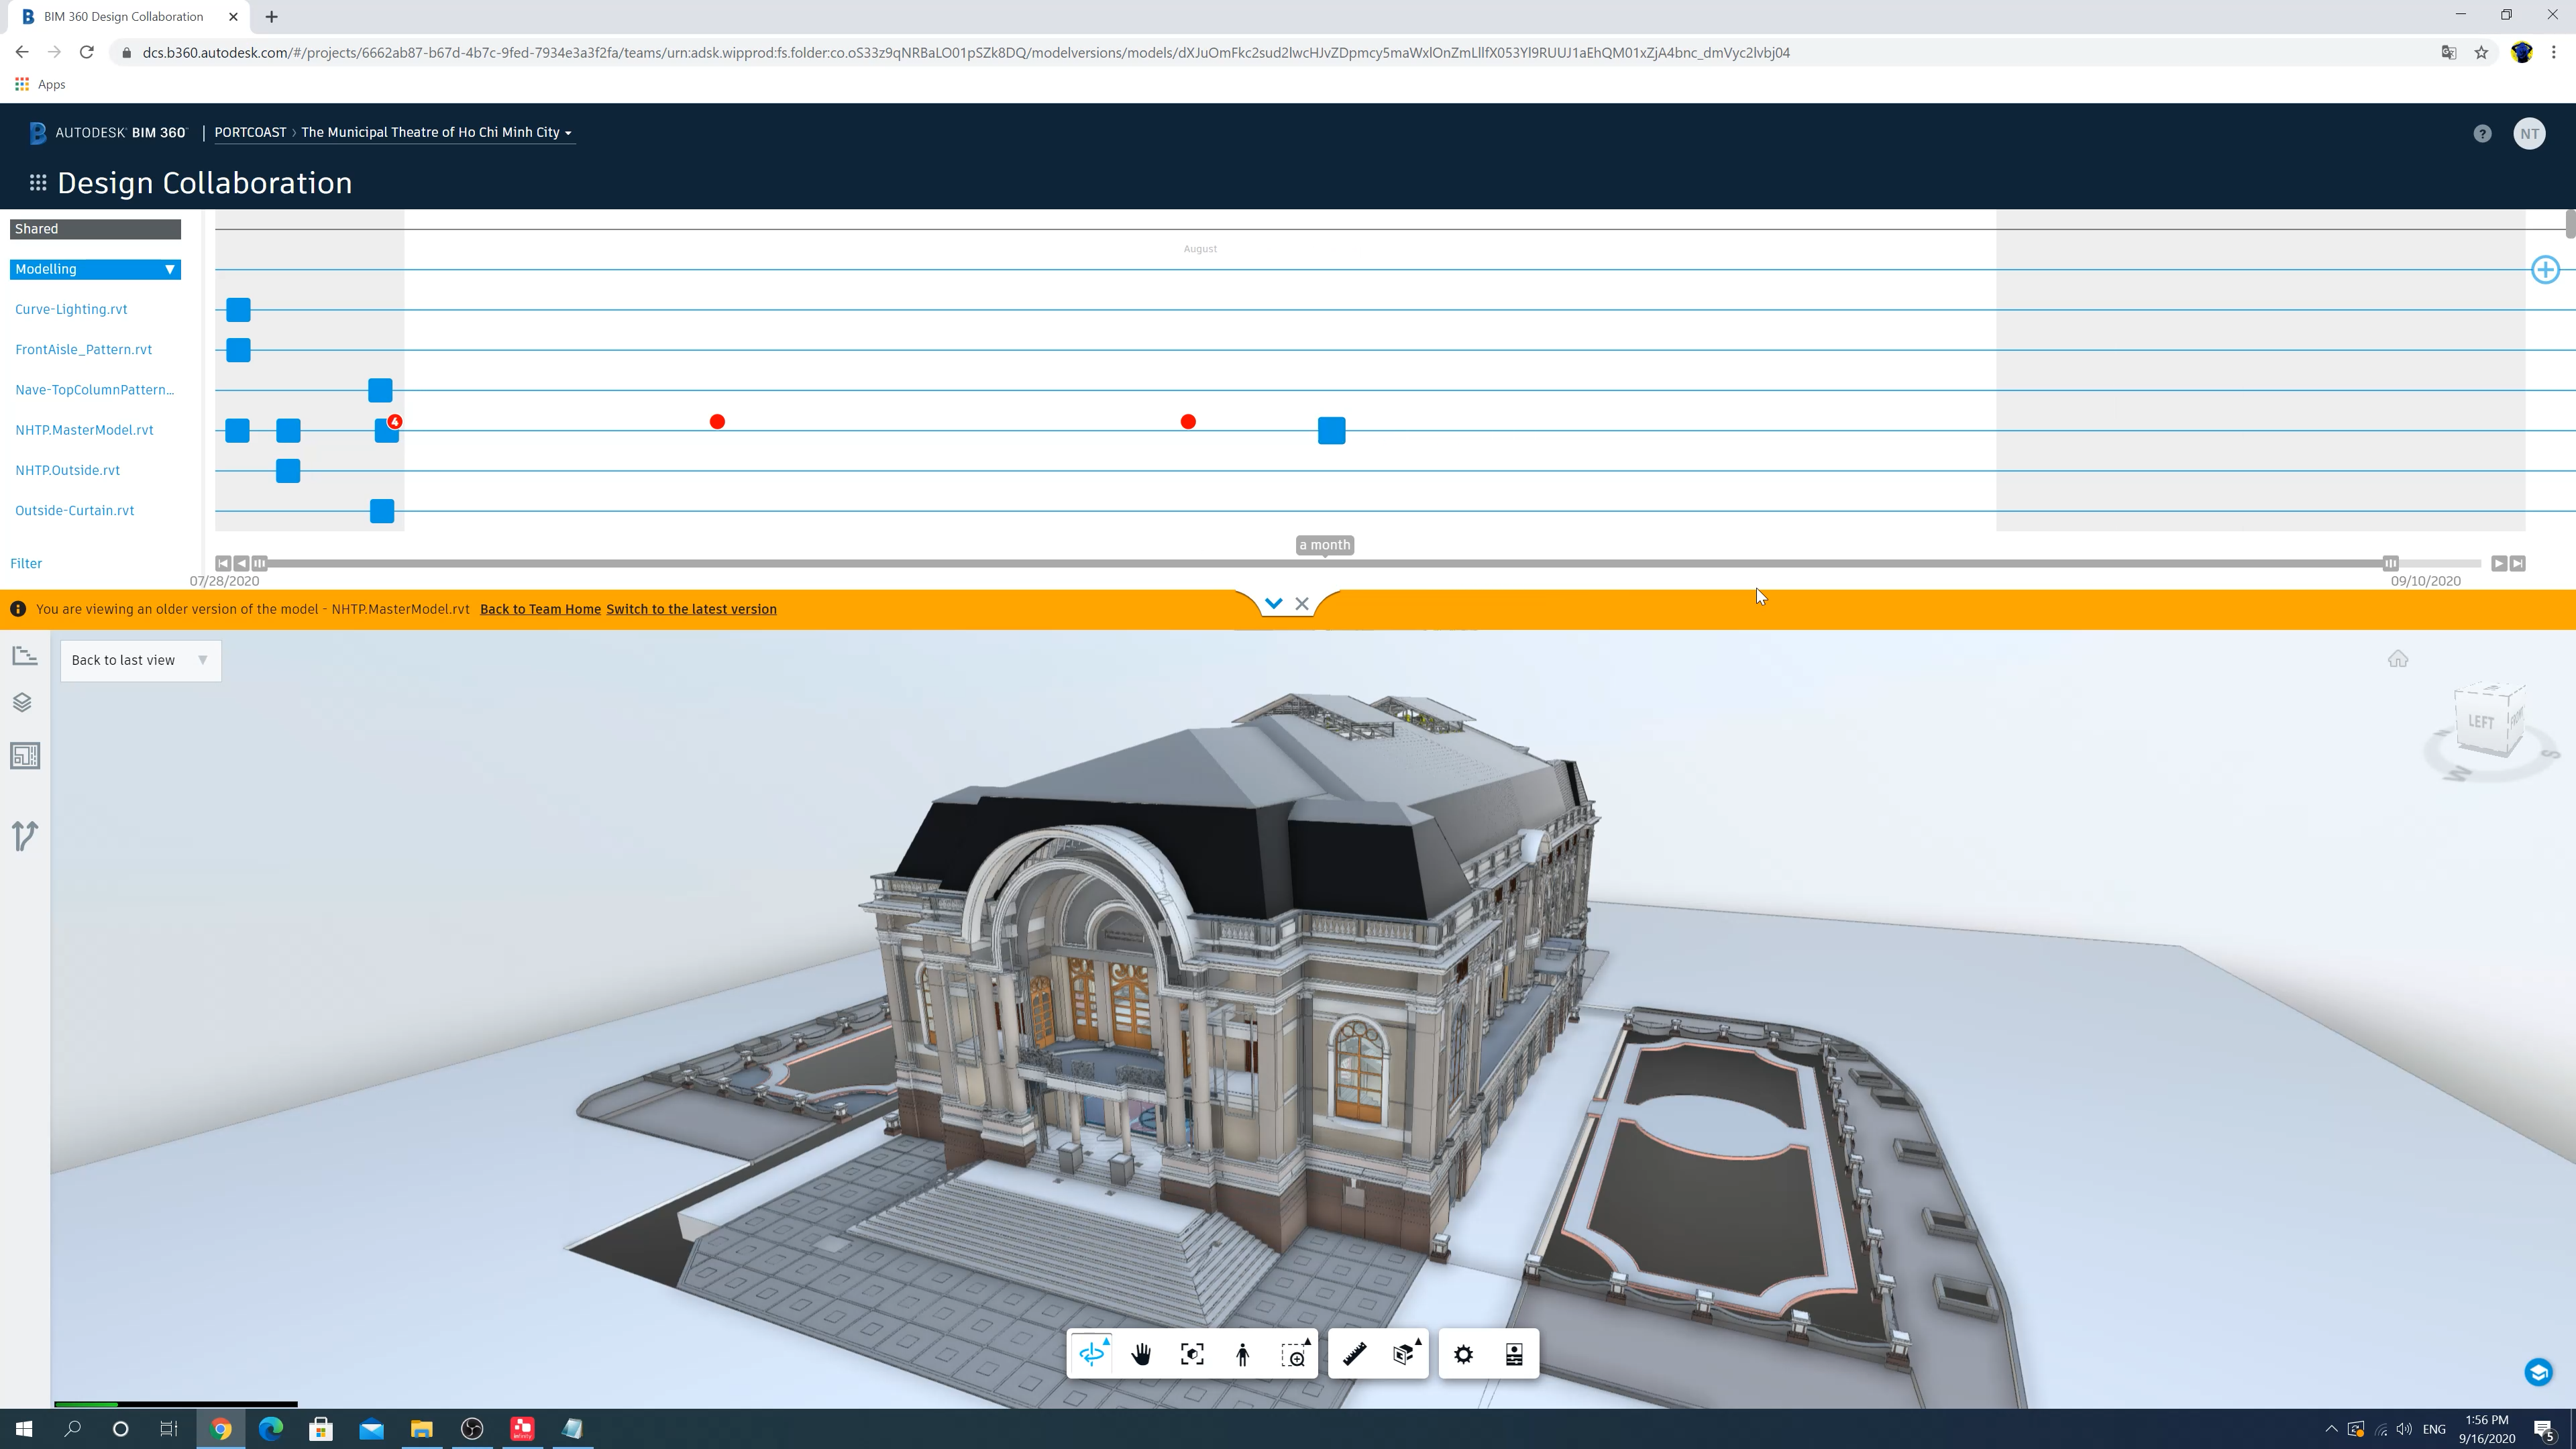 BIM 360 Design Collaboration
dcs.b360.autodesk.com/#/projects/6662ab87-b67d-4b7c-9fed-7934e3a3f2fa/teams/urn:adsk.wipprod:fs.folder:co.oS33z9qNRBaLO01pSZk8DQ/modelversions/models/dXJuOmFkc2sud2lwcHJvZDpmcy5maWxlOnZmLllfX053Yl9RUUJ1aEhQM01xZjA4bnc_dmVyc2lvbj04
Apps
AUTODESK BIM 360 PORTCOAST > The Municipal Theatre of Ho Chi Minh City
? NT
Design Collaboration
Shared
August
Modelling
Curve-Lighting.rvt
FrontAisle_Pattern.rvt
Nave-TopColumnPattern...
NHTP.MasterModel.rvt
4
NHTP.Outside.rvt
Outside-Curtain.rvt
a month
Filter
07/28/2020 09/10/2020
You are viewing an older version of the model - NHTP.MasterModel.rvt Back to Team Home Switch to the latest version
Back to last view
LEFT
W
S
ENG
1:56 PM
9/16/2020
5